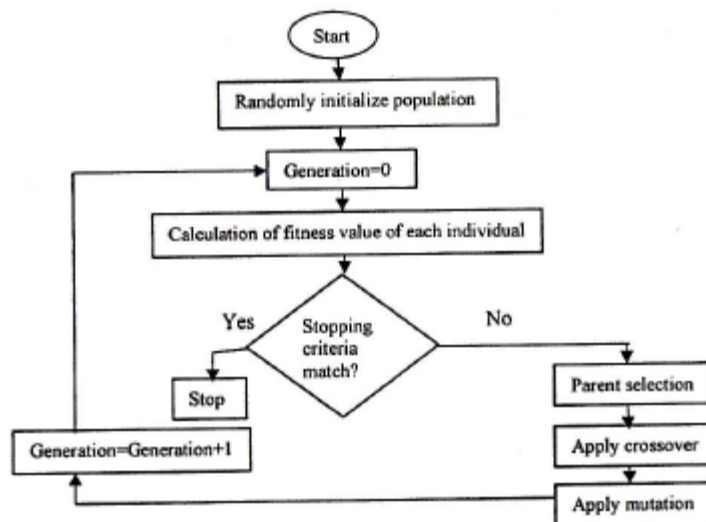 Start
Randomly initialize population
Generation=0
Calculation of fitness value of each individual
Yes
No
Stopping
criteria
match?
Stop
Parent selection
Generation=Generation+1
Apply crossover
Apply mutation